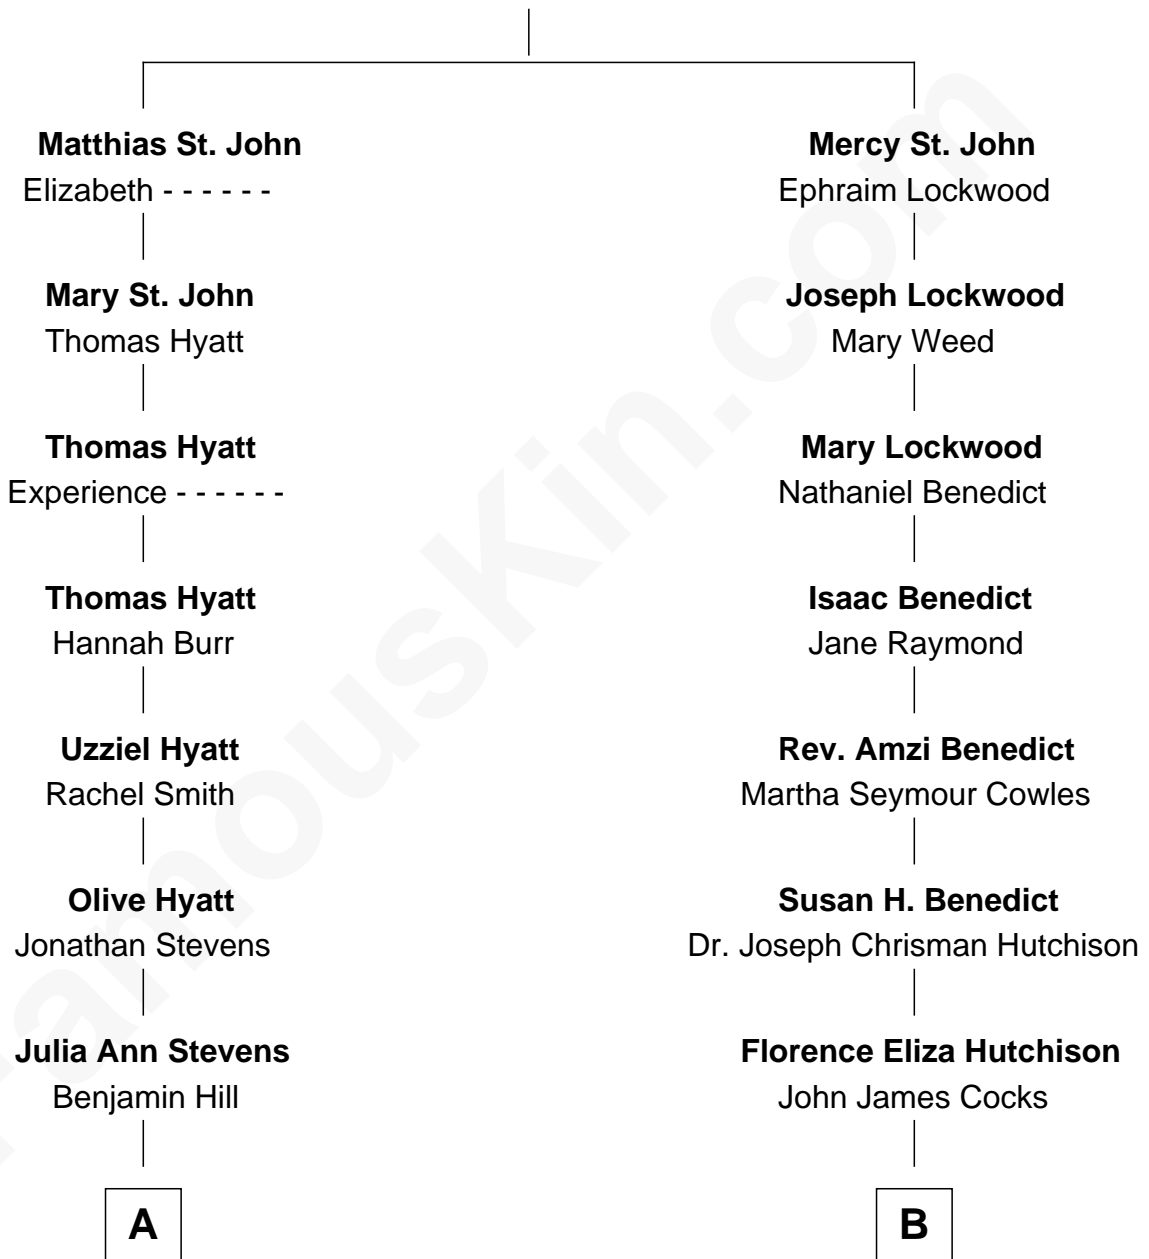 Matthias St. John
Elizabeth - - - - - -
Mercy St. John
Ephraim Lockwood
Mary St. John
Thomas Hyatt
Joseph Lockwood
Mary Weed
Thomas Hyatt
Experience - - - - - -
Mary Lockwood
Nathaniel Benedict
Thomas Hyatt
Hannah Burr
Isaac Benedict
Jane Raymond
Uzziel Hyatt
Rachel Smith
Rev. Amzi Benedict
Martha Seymour Cowles
Olive Hyatt
Jonathan Stevens
Susan H. Benedict
Dr. Joseph Chrisman Hutchison
Julia Ann Stevens
Benjamin Hill
Florence Eliza Hutchison
John James Cocks
A
B
FamousKin.com